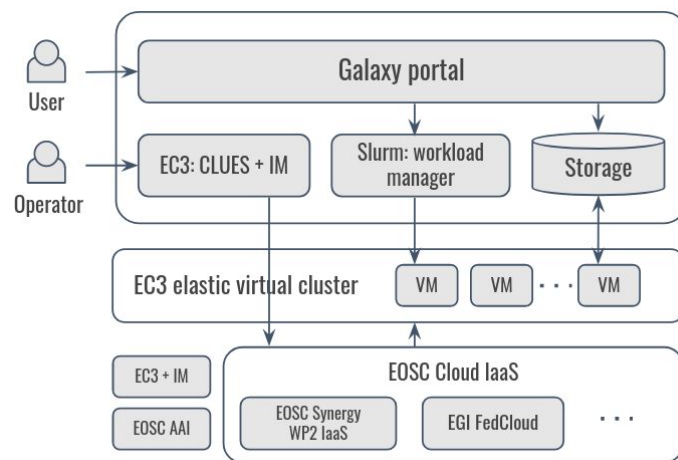 Galaxy portal
User
EC3: CLUES + IM
Slurm: workload
manager
Storage
Operator
EC3 elastic virtual cluster
VM
VM
. . .
VM
EC3 + IM
EOSC Cloud IaaS
EOSC AAI
EOSC Synergy
WP2 IaaS
EGI FedCloud
. . .